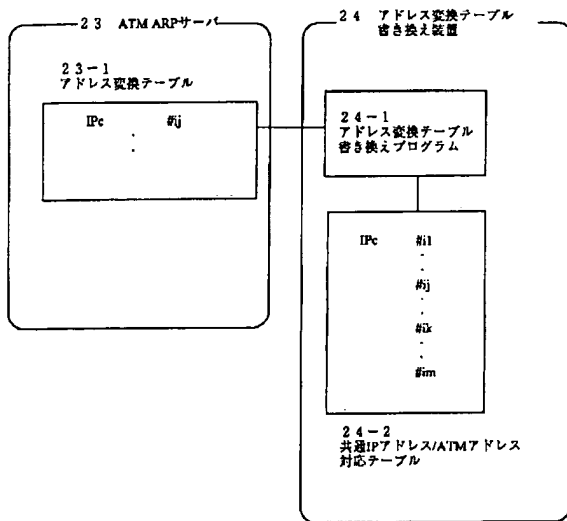 ２３ ATM ARPサーバ
２３－１
アドレス変換テーブル
IPc #ij
２４ アドレス変換テーブル
書き換え装置
２４－１
アドレス変換テーブル
書き換えプログラム
IPc #i1
#ij
#ik
#im
２４－２
共通IPアドレス/ATMアドレス
対応テーブル